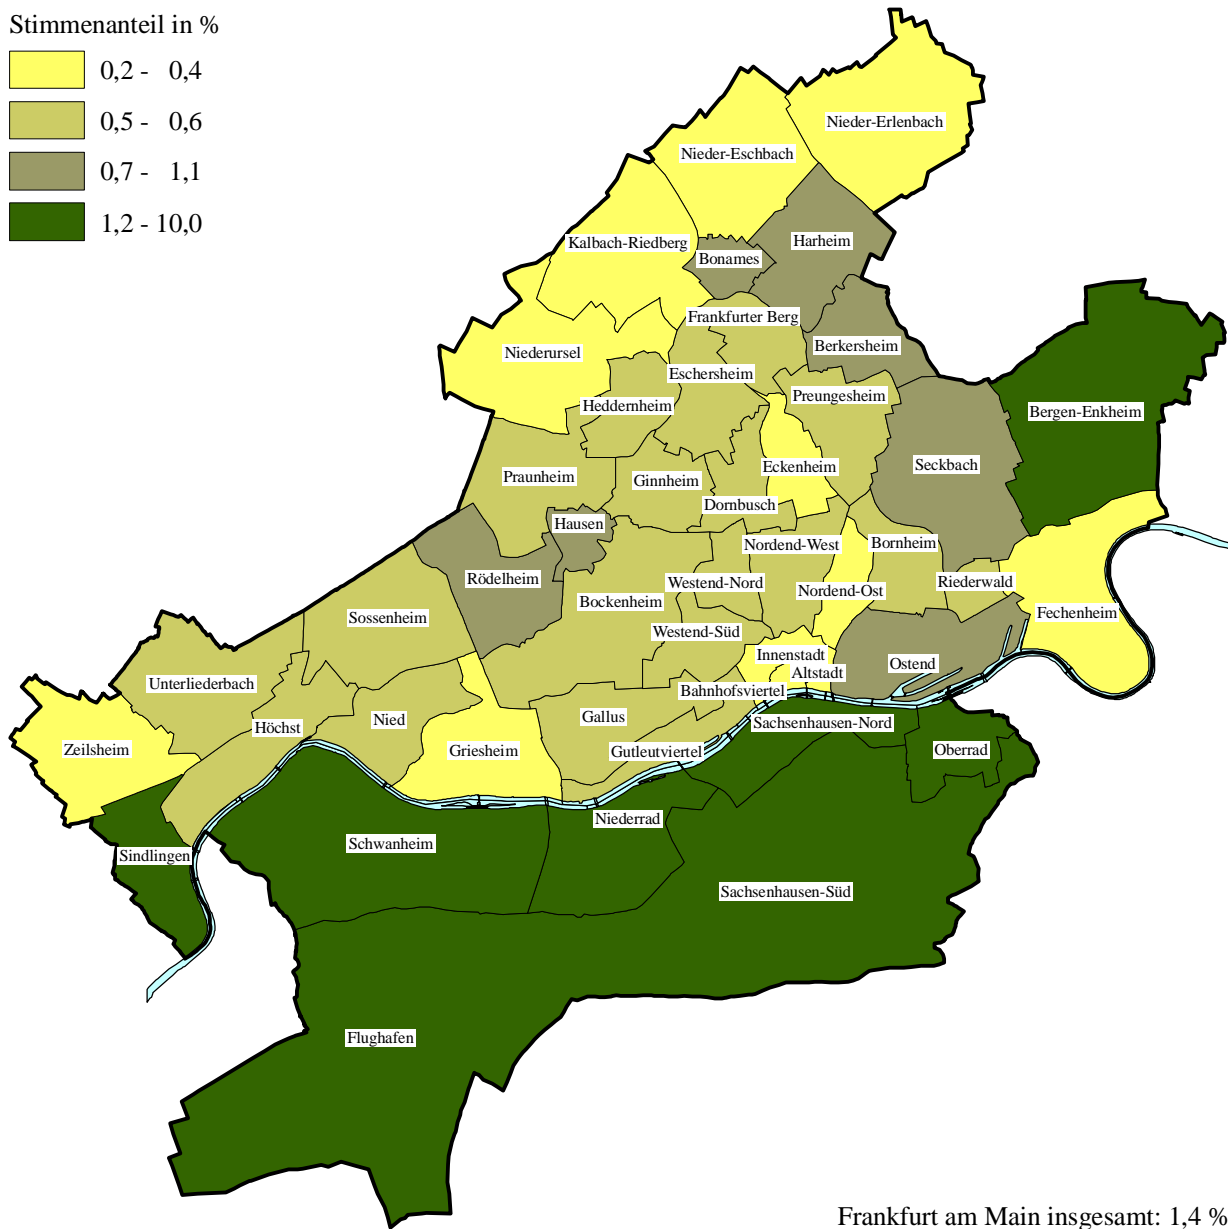 Stimmenanteil in %
0,2 - 0,4
0,5 - 0,6
0,7 - 1,1
1,2 - 10,0
Nieder-Erlenbach
Nieder-Eschbach
Kalbach-Riedberg
Harheim
Bonames
Frankfurter Berg
Berkersheim
Niederursel
Eschersheim
Preungesheim
Heddernheim
Bergen-Enkheim
Eckenheim
Seckbach
Praunheim
Ginnheim
Dornbusch
Hausen
Nordend-West
Bornheim
Rödelheim
Westend-Nord
Riederwald
Nordend-Ost
Bockenheim
Fechenheim
Sossenheim
Westend-Süd
Innenstadt
Ostend
Altstadt
Unterliederbach
Bahnhofsviertel
Gallus
Nied
Sachsenhausen-Nord
Höchst
Zeilsheim
Griesheim
Gutleutviertel
Oberrad
Niederrad
Schwanheim
Sindlingen
Sachsenhausen-Süd
Flughafen
Frankfurt am Main insgesamt: 1,4 %